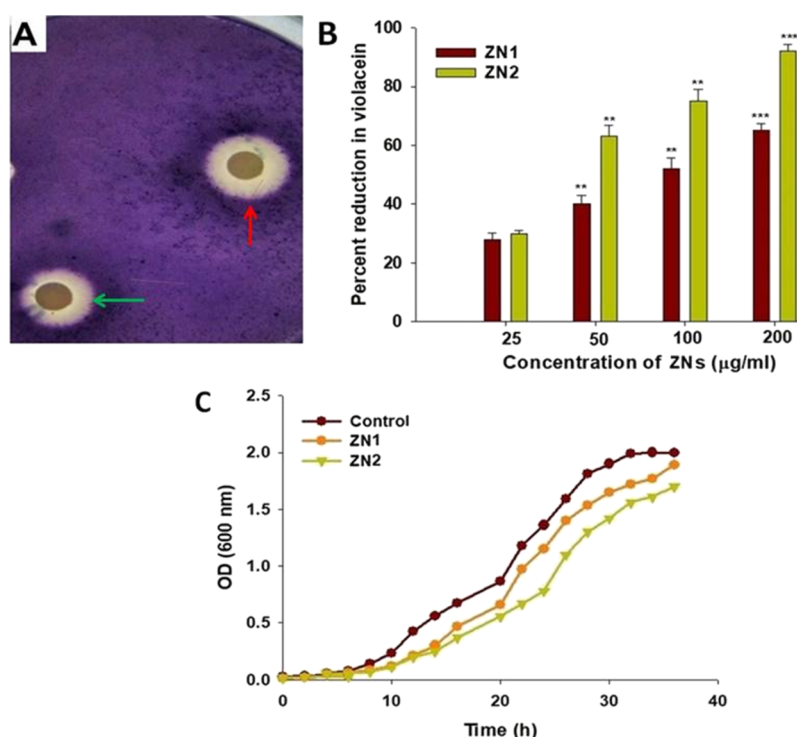 A
B
100
80
60
40
20
0
Percent reduction in violacein
ZN1
ZN2
** ** ** ** *** ***
25 50 100 200
Concentration of ZNs (μg/ml)
C
2.5
2.0
1.5
1.0
0.5
0.0
OD (600 nm)
Control
ZN1
ZN2
0 10 20 30 40
Time (h)